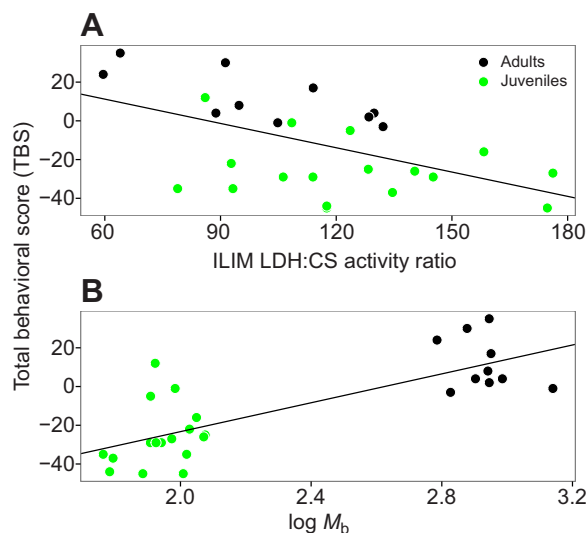 A
Adults
Juveniles
20
0
−20
−40
60
90
120
150
180
ILIM LDH:CS activity ratio
Total behavioral score (TBS)
B
20
0
−20
−40
2.0
2.4
2.8
3.2
log Mb